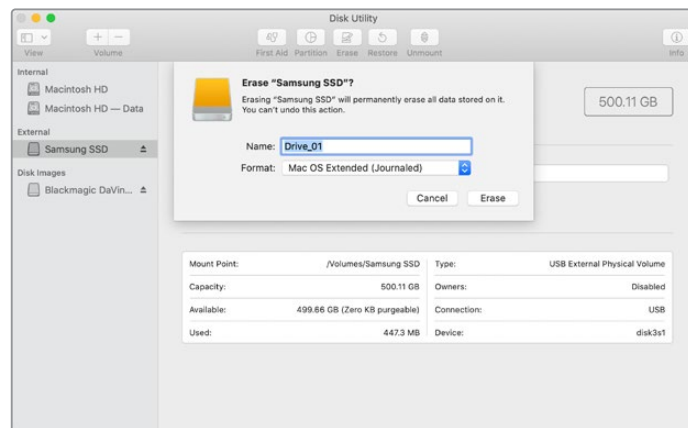 Disk Utility
View
Volume
First Aid Partition Erase Restore Unmount
Info
Internal
Macintosh HD
Macintosh HD — Data
External
Samsung SSD
Disk Images
Blackmagic DaVin...
Erase “Samsung SSD”?
Erasing “Samsung SSD” will permanently erase all data stored on it.
You can't undo this action.
Name: Drive_01
Format: Mac OS Extended (Journaled)
Cancel Erase
500.11 GB
Mount Point: /Volumes/Samsung SSD Type: USB External Physical Volume
Capacity: 500.11 GB Owners: Disabled
Available: 499.66 GB (Zero KB purgeable) Connection: USB
Used: 447.3 MB Device: disk3s1